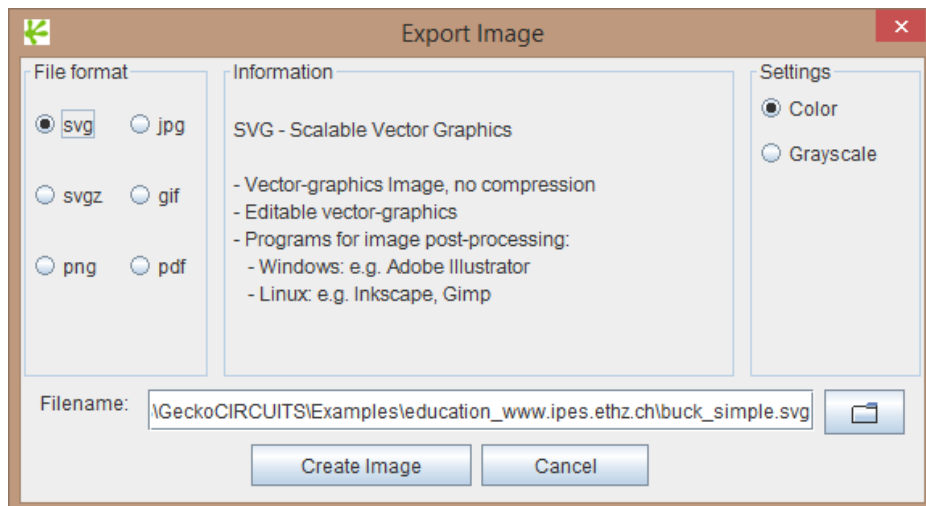 Export Image
File format
svg
jpg
svgz
gif
png
pdf
Information
SVG - Scalable Vector Graphics
- Vector-graphics Image, no compression
- Editable vector-graphics
- Programs for image post-processing:
- Windows: e.g. Adobe Illustrator
- Linux: e.g. Inkscape, Gimp
Settings
Color
Grayscale
Filename:
\GeckoCIRCUITS\Examples\education_www.ipes.ethz.ch\buck_simple.svg
Create Image
Cancel